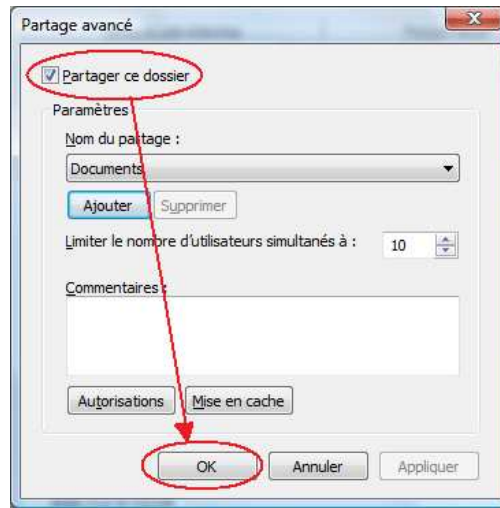 Partage avancé
Partager ce dossier
Paramètres
Nom du partage :
Documents
Ajouter Supprimer
Limiter le nombre d'utilisateurs simultanés à : 10
Commentaires :
Autorisations Mise en cache
OK Annuler Appliquer